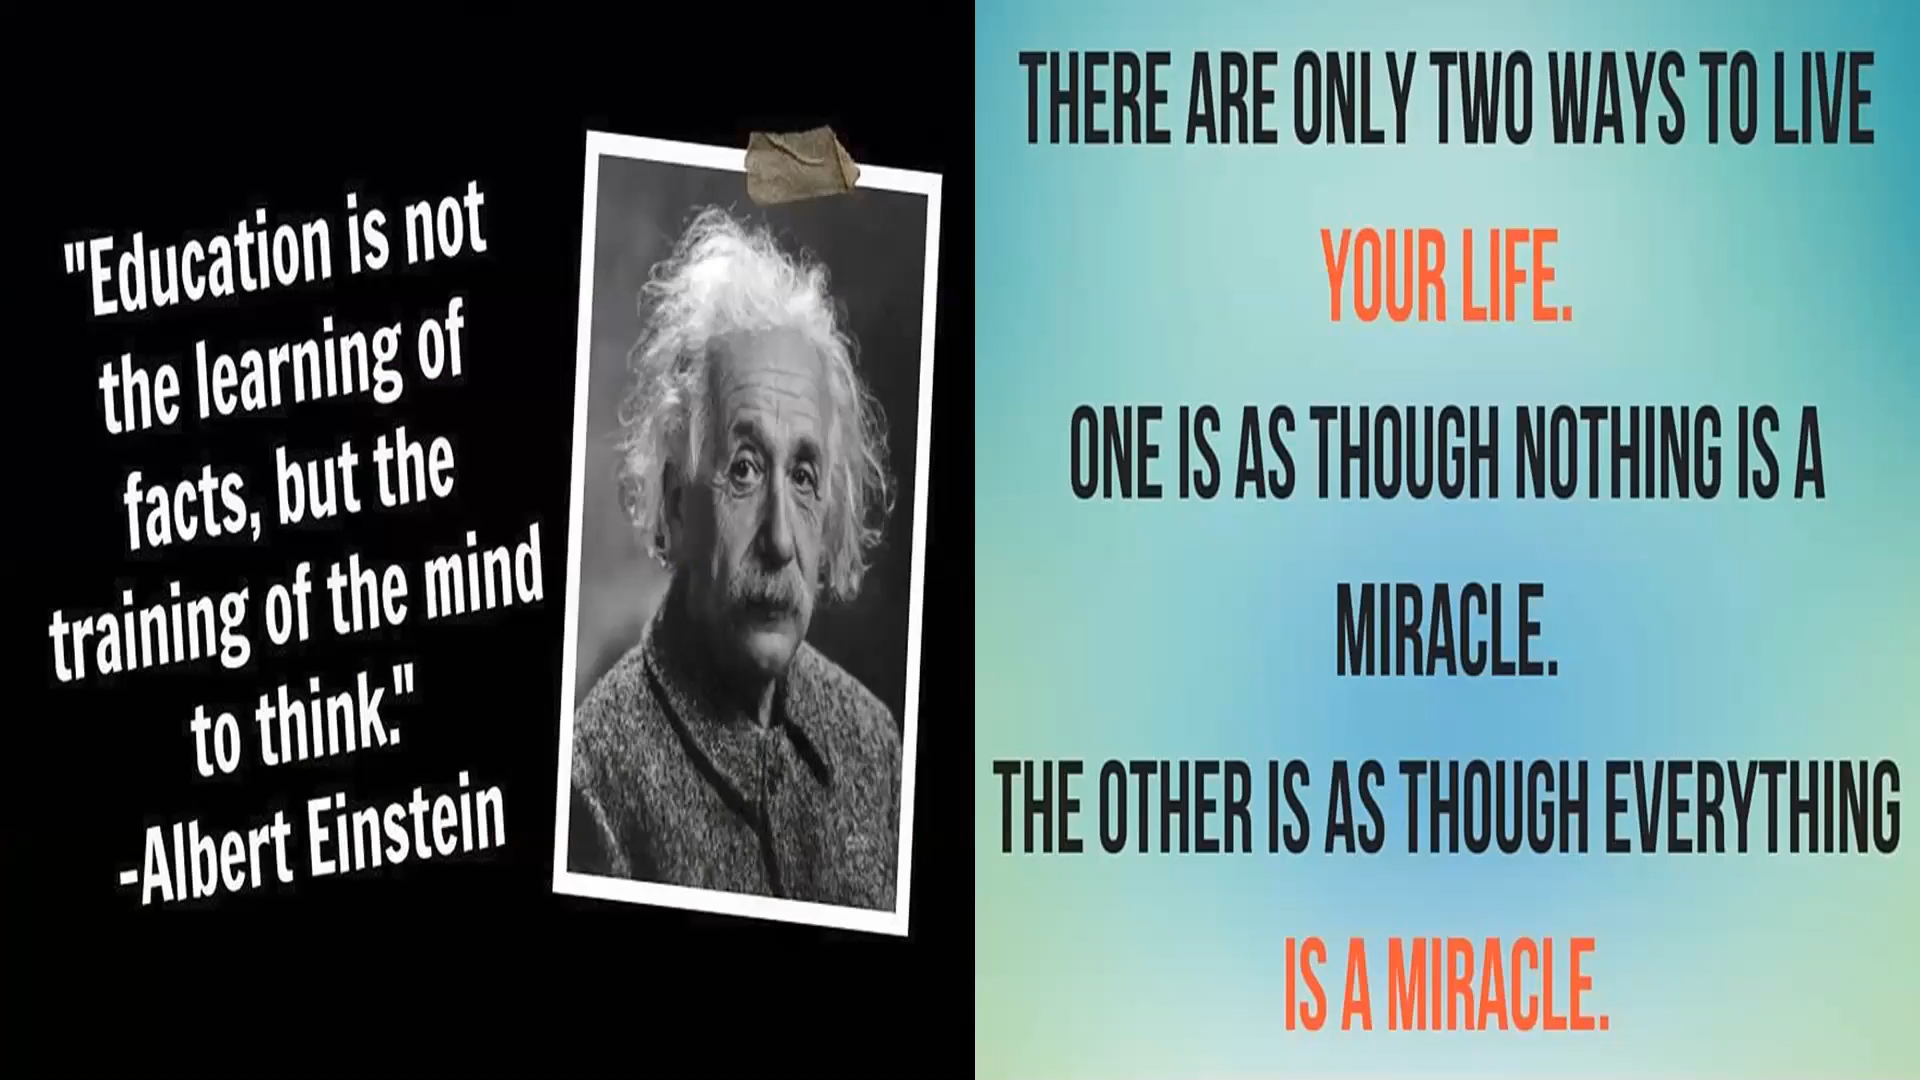 "Education is not
the learning of
facts, but the
training of the mind
to think."
-Albert Einstein
THERE ARE ONLY TWO WAYS TO LIVE
YOUR LIFE.
ONE IS AS THOUGH NOTHING IS A
MIRACLE.
THE OTHER IS AS THOUGH EVERYTHING
IS A MIRACLE.